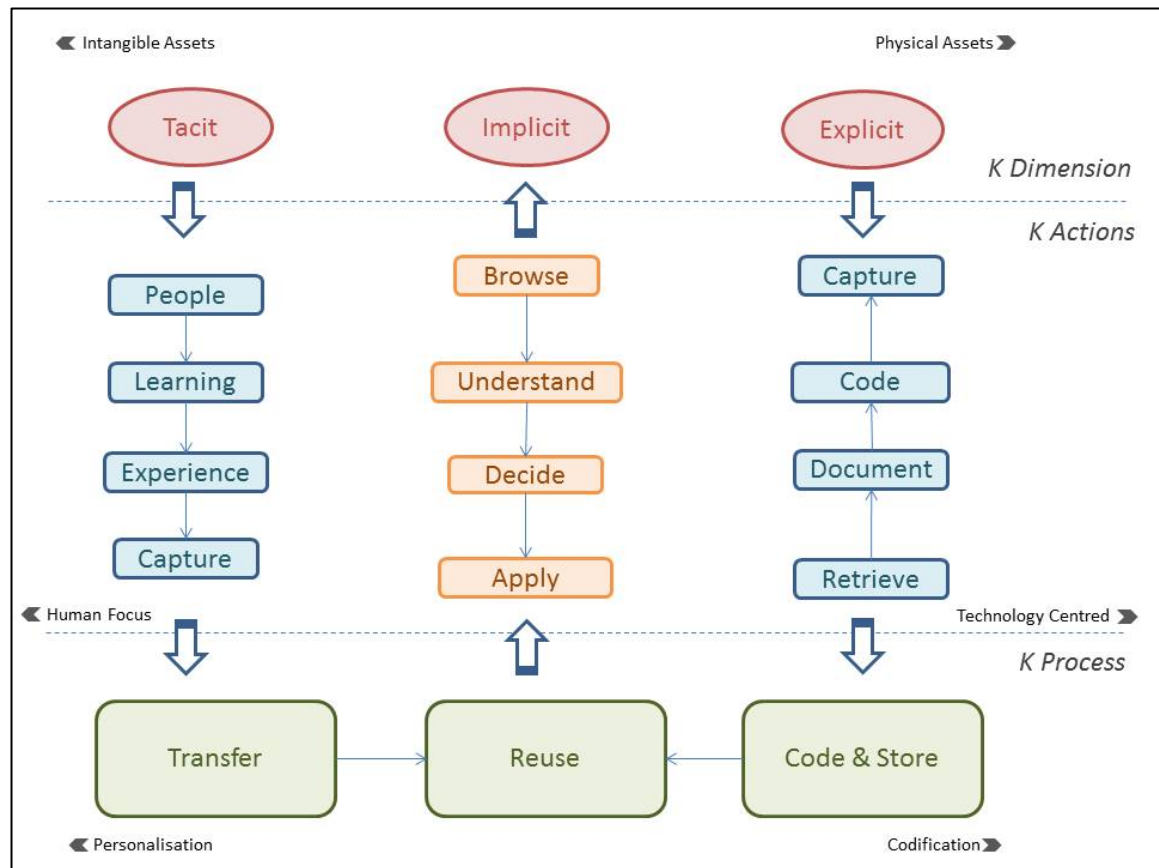 Intangible Assets
Physical Assets
Tacit
Implicit
Explicit
K Dimension
K Actions
Browse
Capture
People
Learning
Understand
Code
Experience
Decide
Document
Capture
Apply
Retrieve
Human Focus
Technology Centred
K Process
Transfer
Reuse
Code & Store
Personalisation
Codification